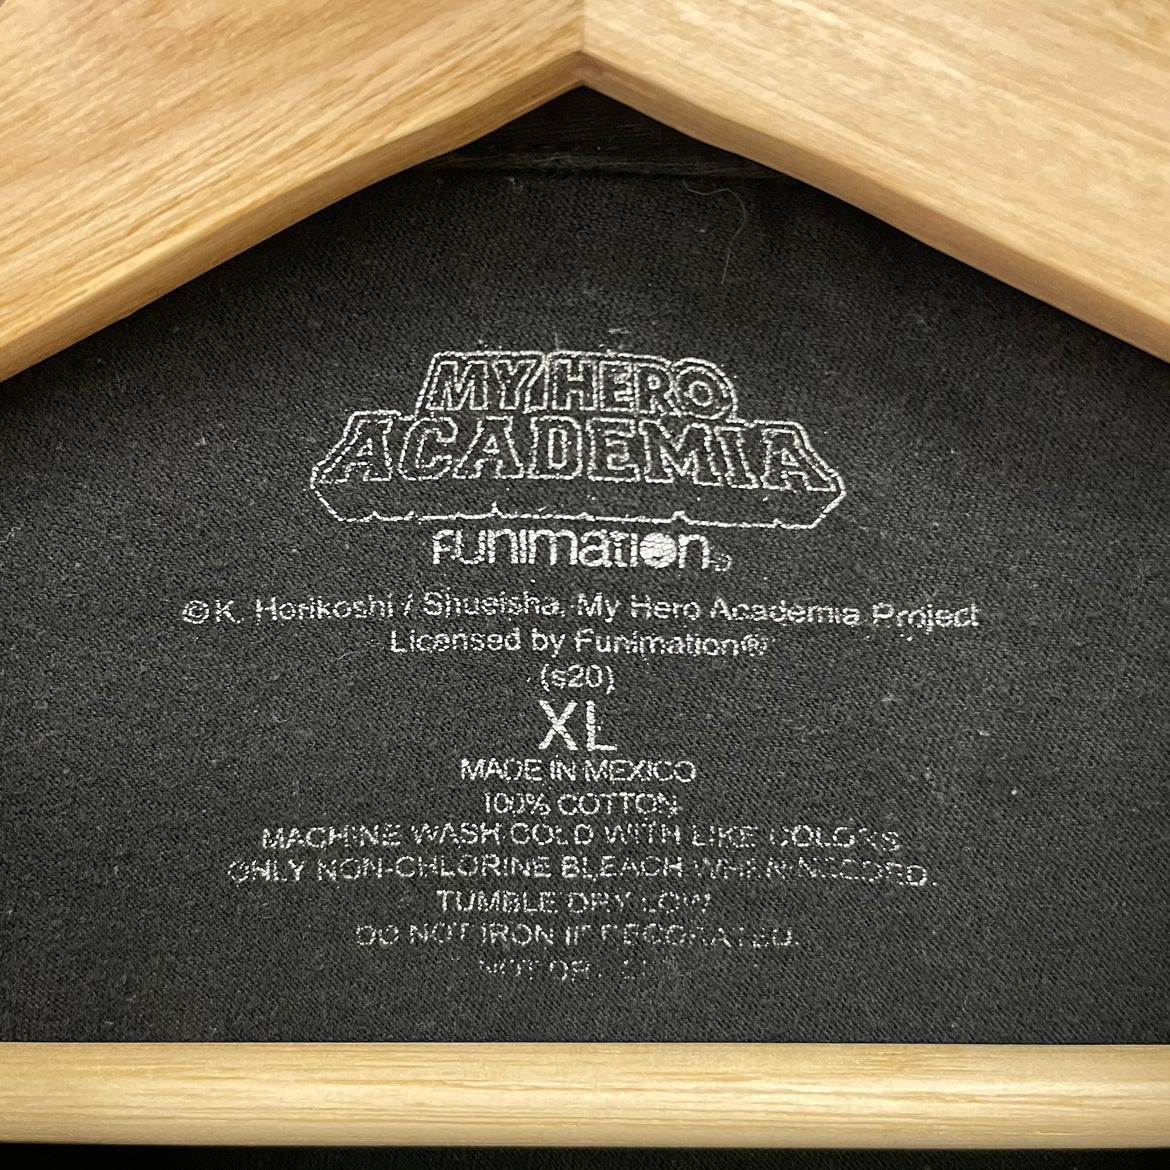 MY HERO
ACADEMIA
FUNIMATION®
©K. Horikoshi / Shueisha, My Hero Academia Project
Licensed by Funimation®
(s20)
XL
MADE IN MEXICO
100% COTTON
MACHINE WASH COLD WITH LIKE COLORS
ONLY NON-CHLORINE BLEACH WHEN NEEDED.
TUMBLE DRY LOW
DO NOT IRON IF DECORATED.
NOT